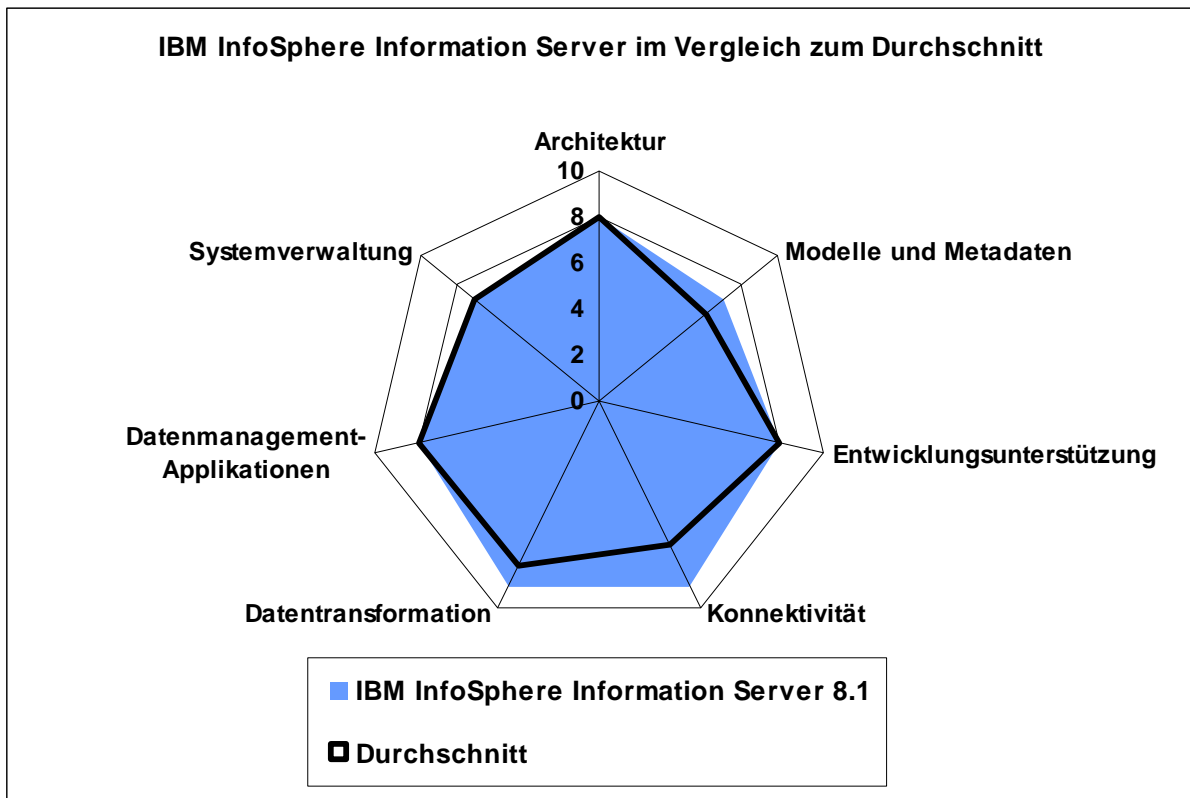 IBM InfoSphere Information Server im Vergleich zum Durchschnitt
Architektur
10
8
6
4
2
0
Modelle und Metadaten
Entwicklungsunterstützung
Konnektivität
Datentransformation
Datenmanagement-
Applikationen
Systemverwaltung
IBM InfoSphere Information Server 8.1
Durchschnitt